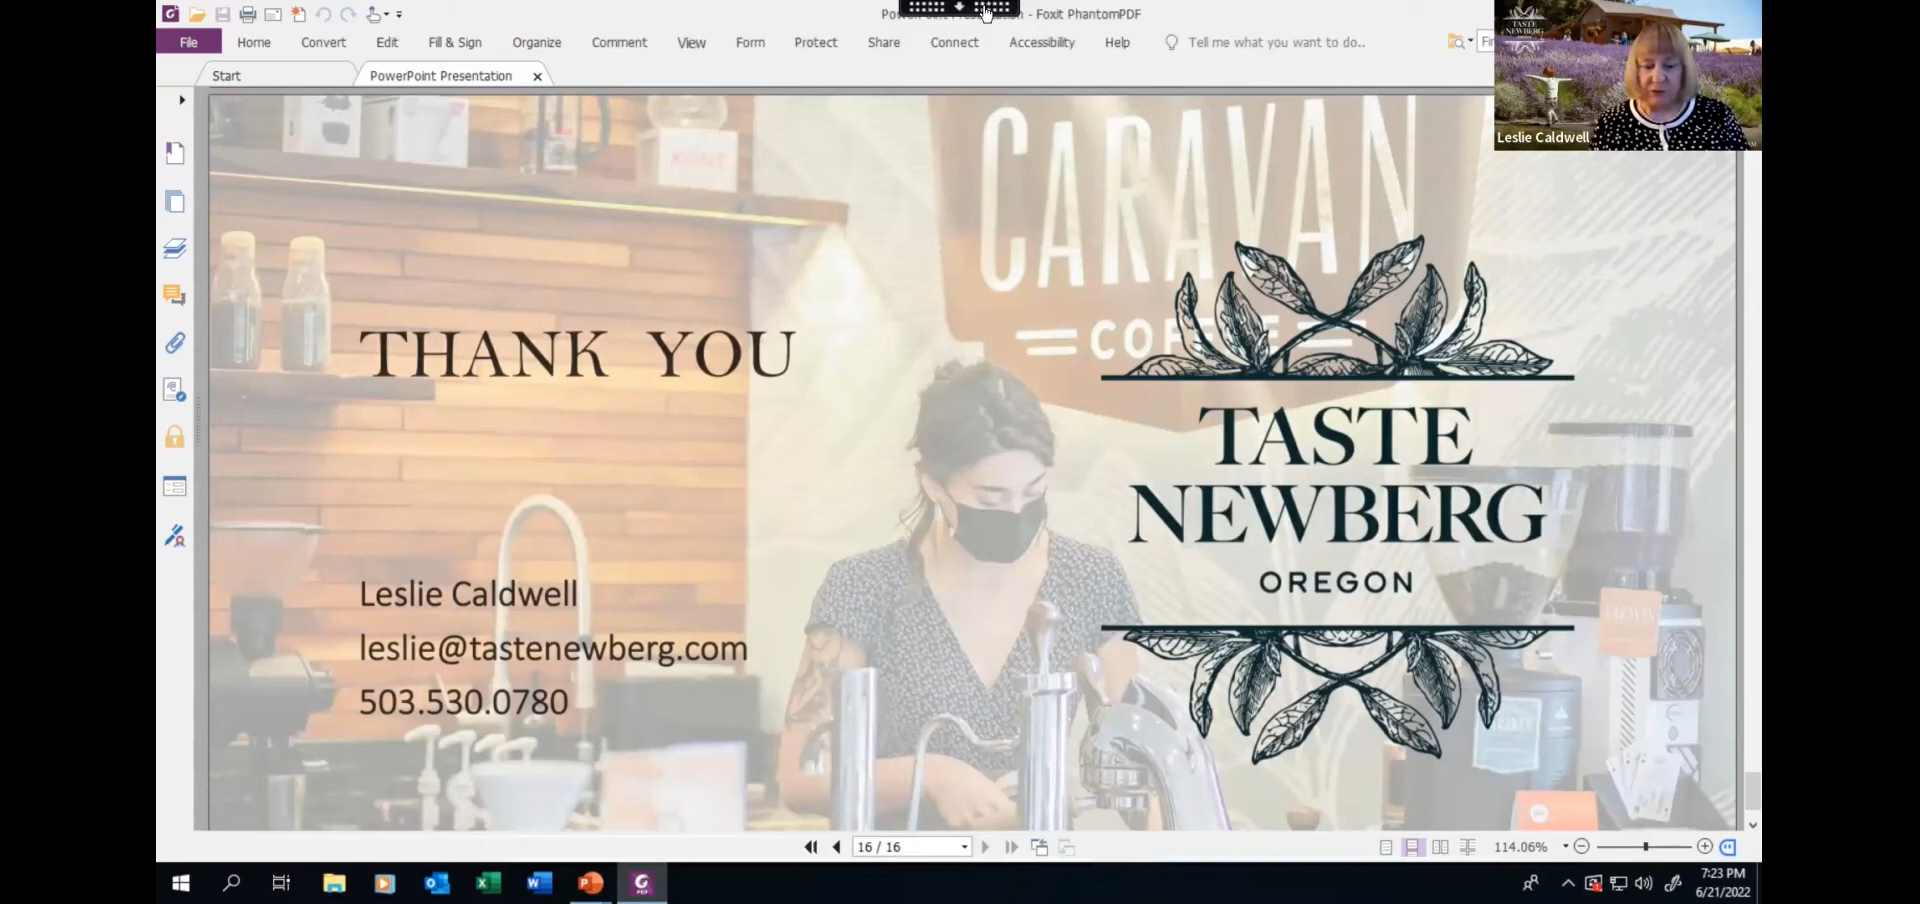 - Foxit PhantomPDF
File Home Convert Edit Fill & Sign Organize Comment View Form Protect Share Connect Accessibility Help Tell me what you want to do..
Start PowerPoint Presentation
TASTE
NEWBERG
Leslie Caldwell
CARAVAN
THANK YOU
TASTE
NEWBERG
OREGON
Leslie Caldwell
leslie@tastenewberg.com
503.530.0780
16 / 16
114.06%
7:23 PM
6/21/2022